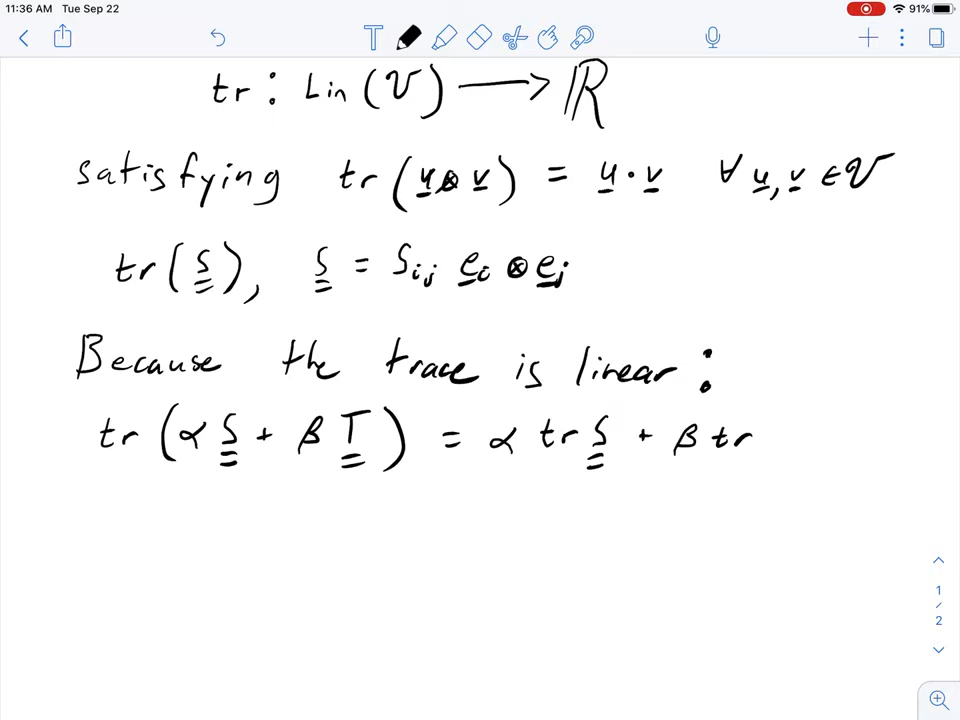 11:36 AM Tue Sep 22 91%
tr : Lin(𝒱) ⟶ ℝ
satisfying tr(u⊗v) = u·v ∀ u, v ∈ 𝒱
tr(S), S = Sij ei ⊗ ej
Because the trace is linear:
tr(αS + βT) = α tr S + β tr
1
/
2